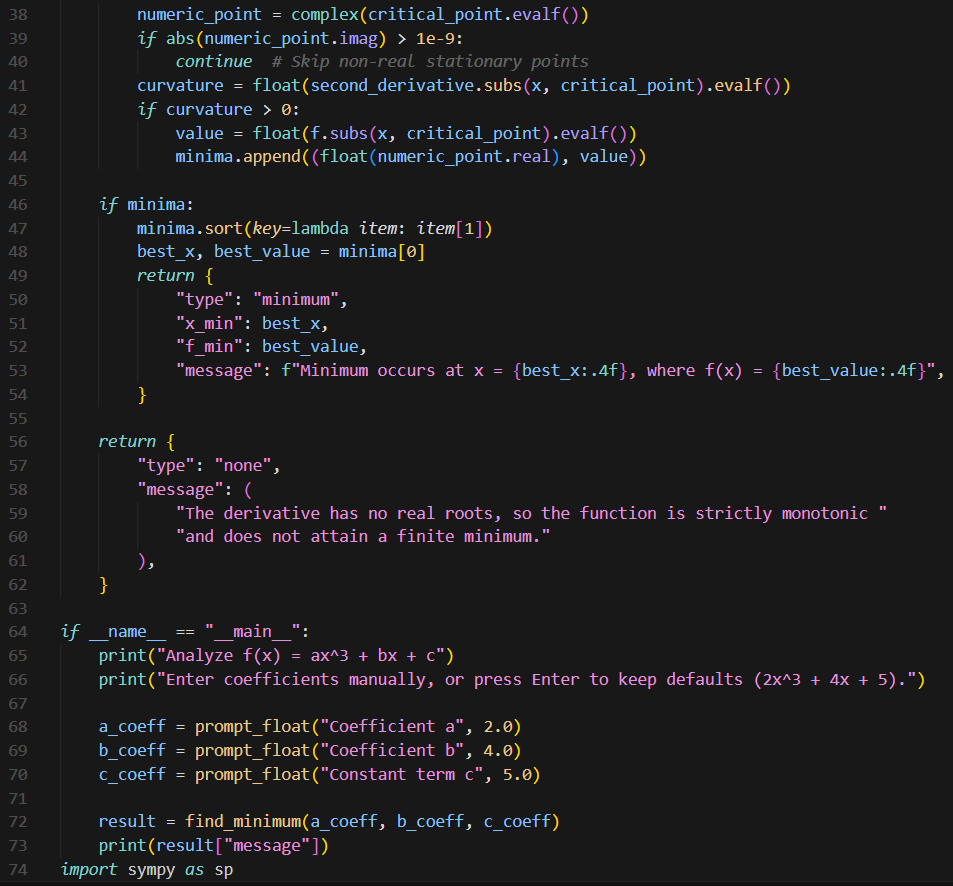 38 numeric_point = complex(critical_point.evalf())
39 if abs(numeric_point.imag) > 1e-9:
40 continue  # Skip non-real stationary points
41 curvature = float(second_derivative.subs(x, critical_point).evalf())
42 if curvature > 0:
43 value = float(f.subs(x, critical_point).evalf())
44 minima.append((float(numeric_point.real), value))
45
46 if minima:
47 minima.sort(key=lambda item: item[1])
48 best_x, best_value = minima[0]
49 return {
50 "type": "minimum",
51 "x_min": best_x,
52 "f_min": best_value,
53 "message": f"Minimum occurs at x = {best_x:.4f}, where f(x) = {best_value:.4f}",
54 }
55
56 return {
57 "type": "none",
58 "message": (
59 "The derivative has no real roots, so the function is strictly monotonic "
60 "and does not attain a finite minimum."
61 ),
62 }
63
64 if __name__ == "__main__":
65 print("Analyze f(x) = ax^3 + bx + c")
66 print("Enter coefficients manually, or press Enter to keep defaults (2x^3 + 4x + 5).")
67
68 a_coeff = prompt_float("Coefficient a", 2.0)
69 b_coeff = prompt_float("Coefficient b", 4.0)
70 c_coeff = prompt_float("Constant term c", 5.0)
71
72 result = find_minimum(a_coeff, b_coeff, c_coeff)
73 print(result["message"])
74 import sympy as sp